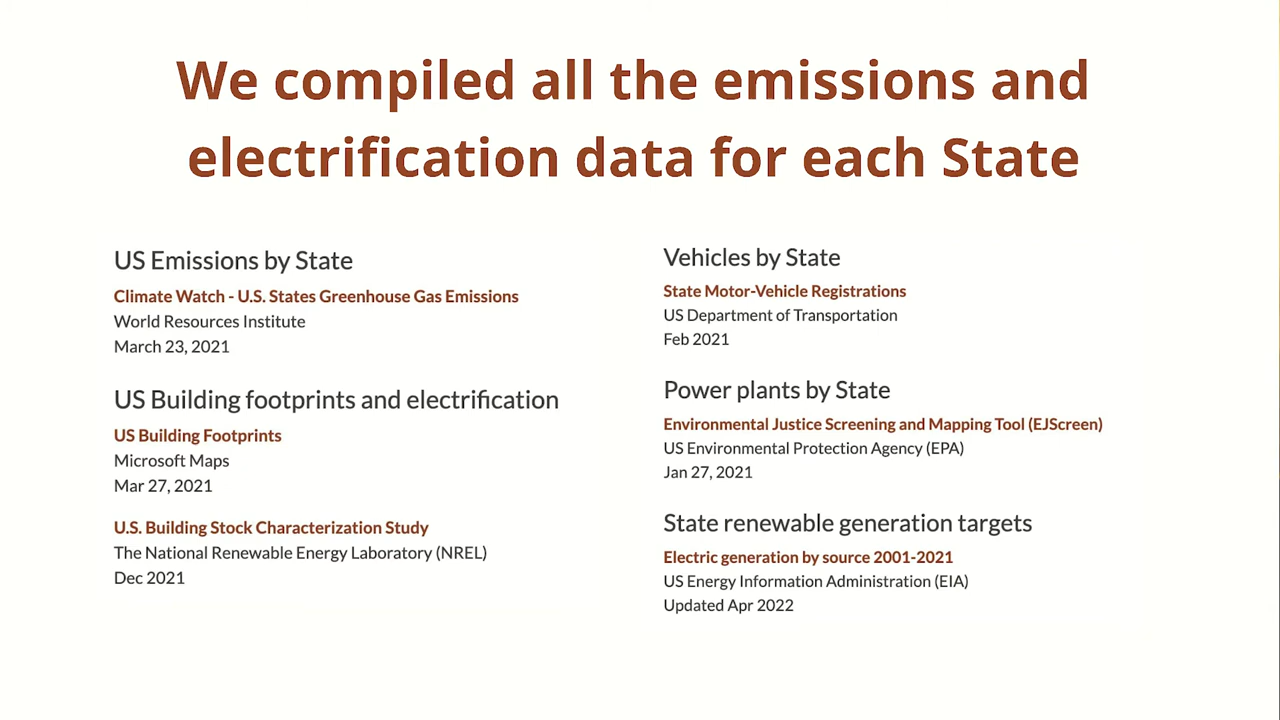 We compiled all the emissions and
electrification data for each State
US Emissions by State
Climate Watch - U.S. States Greenhouse Gas Emissions
World Resources Institute
March 23, 2021
US Building footprints and electrification
US Building Footprints
Microsoft Maps
Mar 27, 2021
U.S. Building Stock Characterization Study
The National Renewable Energy Laboratory (NREL)
Dec 2021
Vehicles by State
State Motor-Vehicle Registrations
US Department of Transportation
Feb 2021
Power plants by State
Environmental Justice Screening and Mapping Tool (EJScreen)
US Environmental Protection Agency (EPA)
Jan 27, 2021
State renewable generation targets
Electric generation by source 2001-2021
US Energy Information Administration (EIA)
Updated Apr 2022